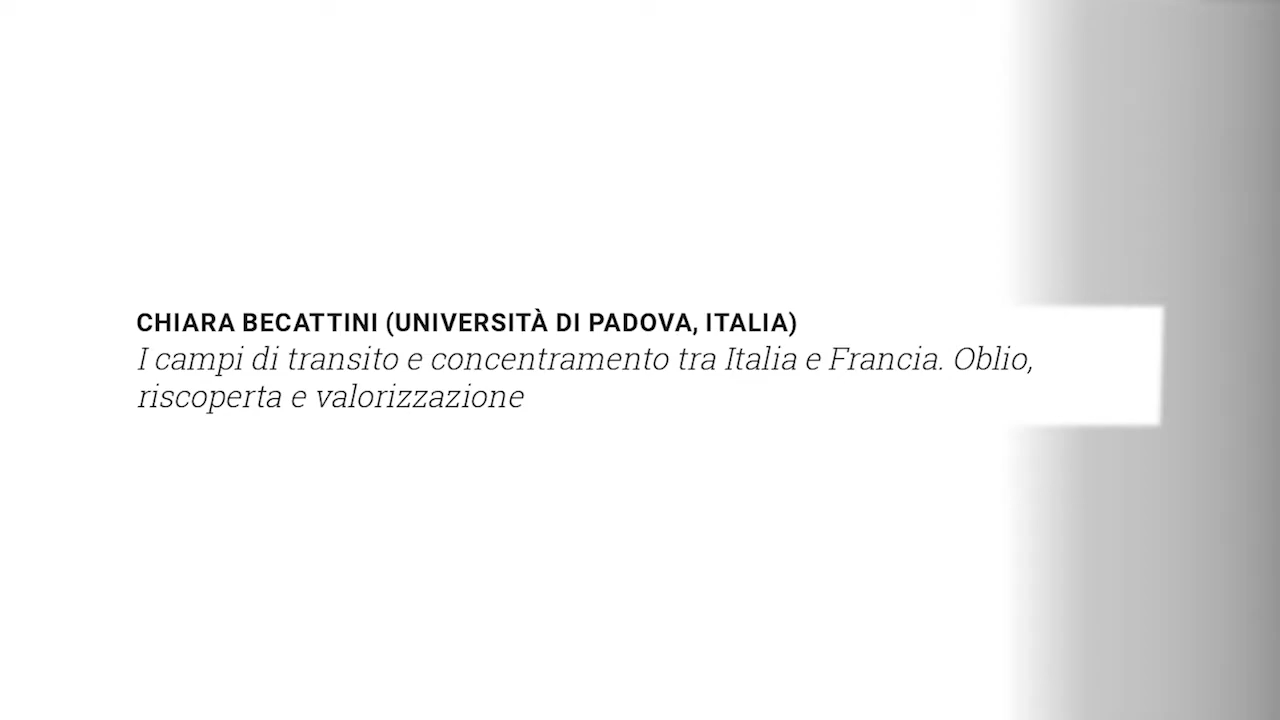 CHIARA BECATTINI (UNIVERSITÀ DI PADOVA, ITALIA)
I campi di transito e concentramento tra Italia e Francia. Oblio,
riscoperta e valorizzazione